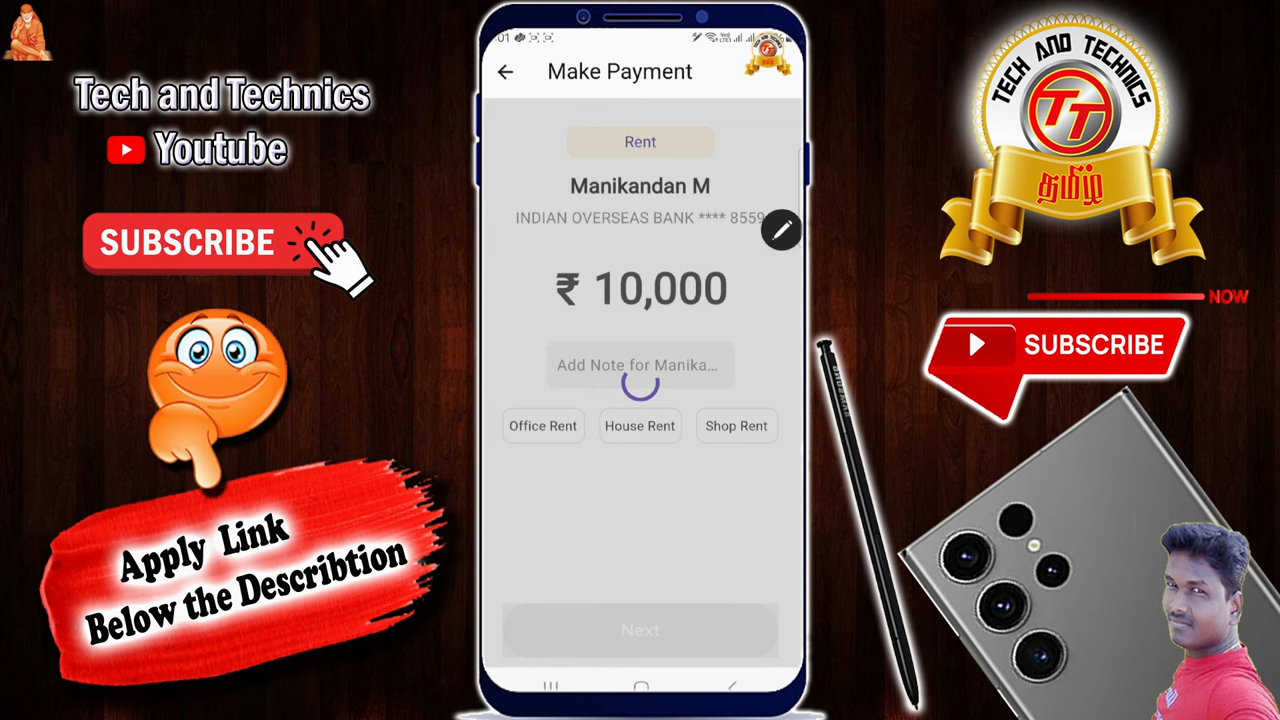 Tech and Technics
Youtube
SUBSCRIBE
Apply Link
Below the Describtion
Make Payment
Rent
Manikandan M
INDIAN OVERSEAS BANK **** 8559
₹ 10,000
Add Note for Manika...
Office Rent
House Rent
Shop Rent
Next
TECH AND TECHNICS
TT
தமிழ்
NOW
SUBSCRIBE